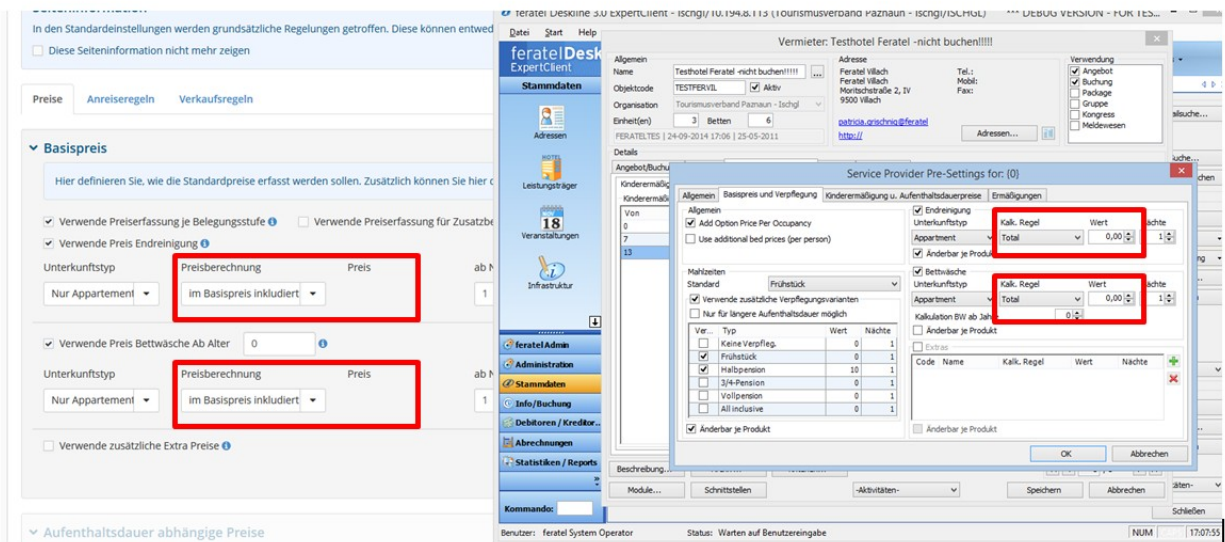 In den Standardeinstellungen werden grundsätzliche Regelungen getroffen. Diese können entwed
Diese Seiteninformation nicht mehr zeigen
Preise Anreiseregeln Verkaufsregeln
Basispreis
Hier definieren Sie, wie die Standardpreise erfasst werden sollen. Zusätzlich können Sie hier
Verwende Preiserfassung je Belegungsstufe Verwende Preiserfassung für Zusatzbe
Verwende Preis Endreinigung
Unterkunftstyp Preisberechnung Preis ab N
Nur Appartement im Basispreis inkludiert 1
Verwende Preis Bettwäsche Ab Alter 0
Unterkunftstyp Preisberechnung Preis ab N
Nur Appartement im Basispreis inkludiert 1
Verwende zusätzliche Extra Preise
Aufenthaltsdauer abhängige Preise
feratel Deskline 3.0 ExpertClient - Ischgl/10.194.8.113 (Tourismusverband Paznaun - Ischgl/ISCHGL) *** DEBUG VERSION - FOR TES...
Datei Start Help
feratel Desk
ExpertClient
Stammdaten
Adressen
Leistungsträger
18
Veranstaltungen
Infrastruktur
feratel Admin
Administration
Stammdaten
Info/Buchung
Debitoren / Kreditor...
Abrechnungen
Statistiken / Reports
Kommando:
Vermieter: Testhotel Feratel -nicht buchen!!!!!
Allgemein
Name Testhotel Feratel -nicht buchen!!!!! ...
Objektcode TESTFERVIL Aktiv
Organisation Tourismusverband Paznaun - Ischgl
Einheit(en) 3 Betten 6
FERATELTES | 24-09-2014 17:06 | 25-05-2011
Adresse
Feratel Villach Tel.:
Feratel Villach Mobil:
Moritschstraße 2, IV Fax:
9500 Villach
patricia.grischnig@feratel
http:// Adressen...
Verwendung
Angebot
Buchung
Package
Gruppe
Kongress
Meldewesen
Details
Angebot/Buchu
Kinderermäßig
Kinderermäßi
Von
0
7
13
Service Provider Pre-Settings for: {0}
Allgemein Basispreis und Verpflegung Kinderermäßigung u. Aufenthaltsdauerpreise Ermäßigungen
Allgemein
Add Option Price Per Occupancy
Use additional bed prices (per person)
Mahlzeiten
Standard Frühstück
Verwende zusätzliche Verpflegungsvarianten
Nur für längere Aufenthaltsdauer möglich
Ver... Typ Wert Nächte
Keine Verpfleg. 0 1
Frühstück 0 1
Halbpension 10 1
3/4-Pension 0 1
Vollpension 0 1
All inclusive 0 1
Änderbar je Produkt
Endreinigung
Unterkunftstyp Kalk. Regel Wert Nächte
Appartment Total 0,00 1
Änderbar je Produk
Bettwäsche
Unterkunftstyp Kalk. Regel Wert
Appartment Total 0,00 1
Kalkulation BW ab Jah 0
Änderbar je Produkt
Extras
Code Name Kalk. Regel Wert Nächte
Änderbar je Produkt
OK Abbrechen
Beschreibung...
Module... Schnittstellen -Aktivitäten- Speichern Abbrechen
Schließen
Benutzer: feratel System Operator Status: Warten auf Benutzereingabe NUM 17:07:55